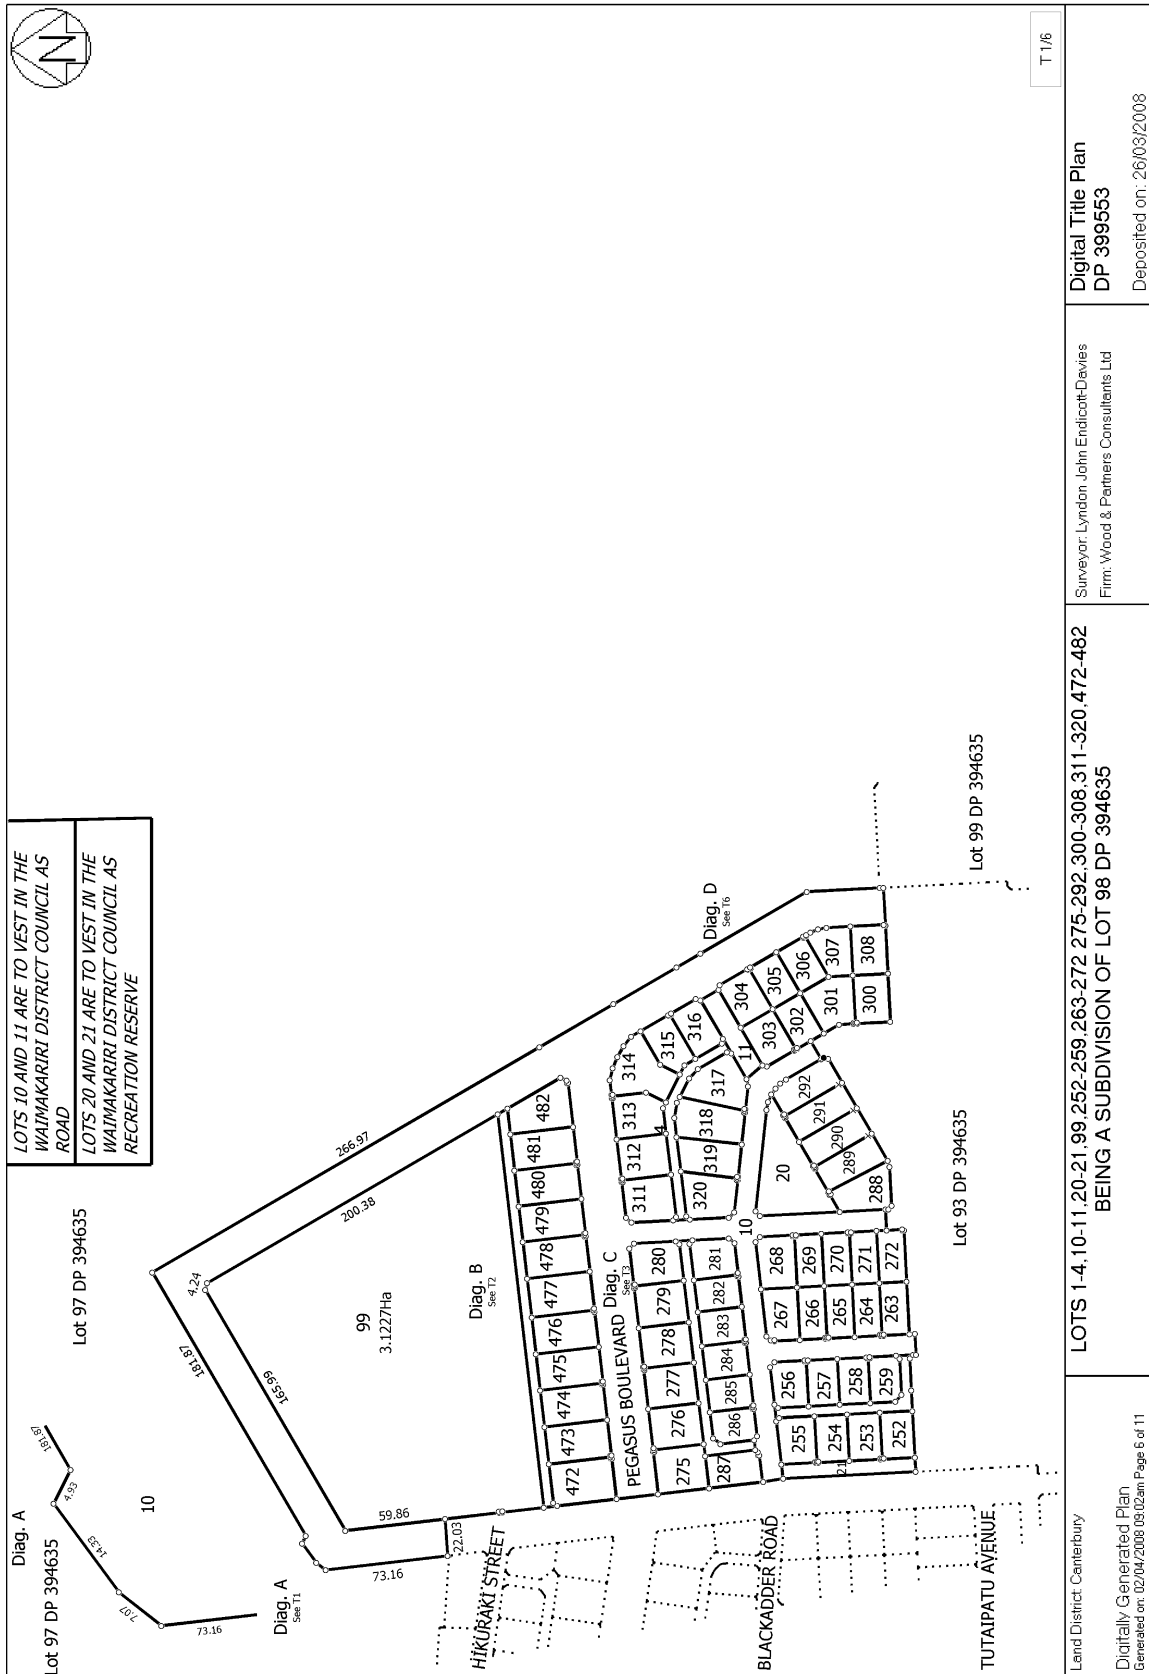 N
LOTS 10 AND 11 ARE TO VEST IN THE
WAIMAKARIRI DISTRICT COUNCIL AS
ROAD
LOTS 20 AND 21 ARE TO VEST IN THE
WAIMAKARIRI DISTRICT COUNCIL AS
RECREATION RESERVE
T 1/6
Diag. A
Lot 97 DP 394635
181.87
4.93
14.33
7.07
73.16
10
Diag. A
See T1
Lot 97 DP 394635
181.87
4.24
266.97
200.38
165.99
99
3.1227Ha
59.86
73.16
22.03
Diag. B
See T2
472
473
474
475
476
477
478
479
480
481
482
HIKURAKI STREET
PEGASUS BOULEVARD
Diag. C
See T3
Diag. D
See T6
275
276
277
278
279
280
311
312
313
314
315
316
4
287
286
285
284
283
282
281
320
319
318
317
11
10
304
305
306
307
308
303
302
301
300
20
292
291
290
289
288
BLACKADDER ROAD
255
254
253
252
256
257
258
259
267
266
265
264
263
268
269
270
271
272
21
TUTAIPATU AVENUE
Lot 93 DP 394635
Lot 99 DP 394635
Land District: Canterbury
Digitally Generated Plan
Generated on: 02/04/2008 09:02am Page 6 of 11
LOTS 1-4,10-11,20-21,99,252-259,263-272 275-292,300-308,311-320,472-482
BEING A SUBDIVISION OF LOT 98 DP 394635
Surveyor: Lyndon John Endicott-Davies
Firm: Wood & Partners Consultants Ltd
Digital Title Plan
DP 399553
Deposited on: 26/03/2008